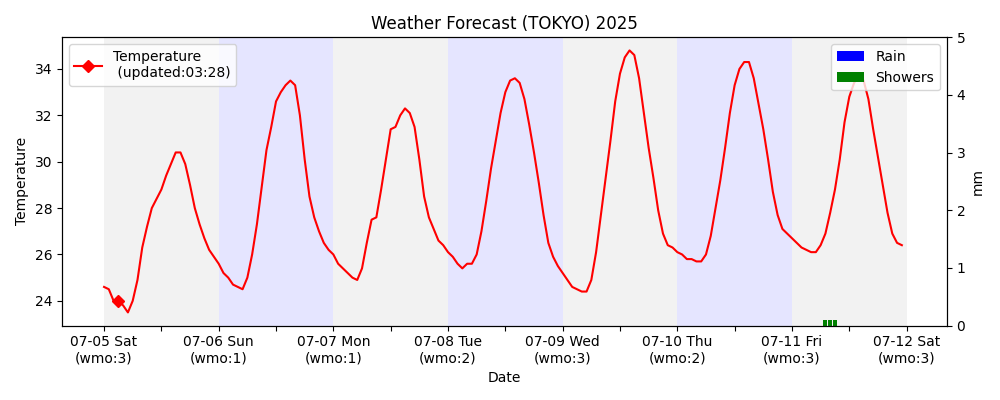 Weather Forecast (TOKYO) 2025
Temperature
(updated:03:28)
Rain
Showers
Temperature
34
32
30
28
26
24
5
4
3
2
1
0
mm
07-05 Sat
(wmo:3)
07-06 Sun
(wmo:1)
07-07 Mon
(wmo:1)
07-08 Tue
(wmo:2)
07-09 Wed
(wmo:3)
07-10 Thu
(wmo:2)
07-11 Fri
(wmo:3)
07-12 Sat
(wmo:3)
Date